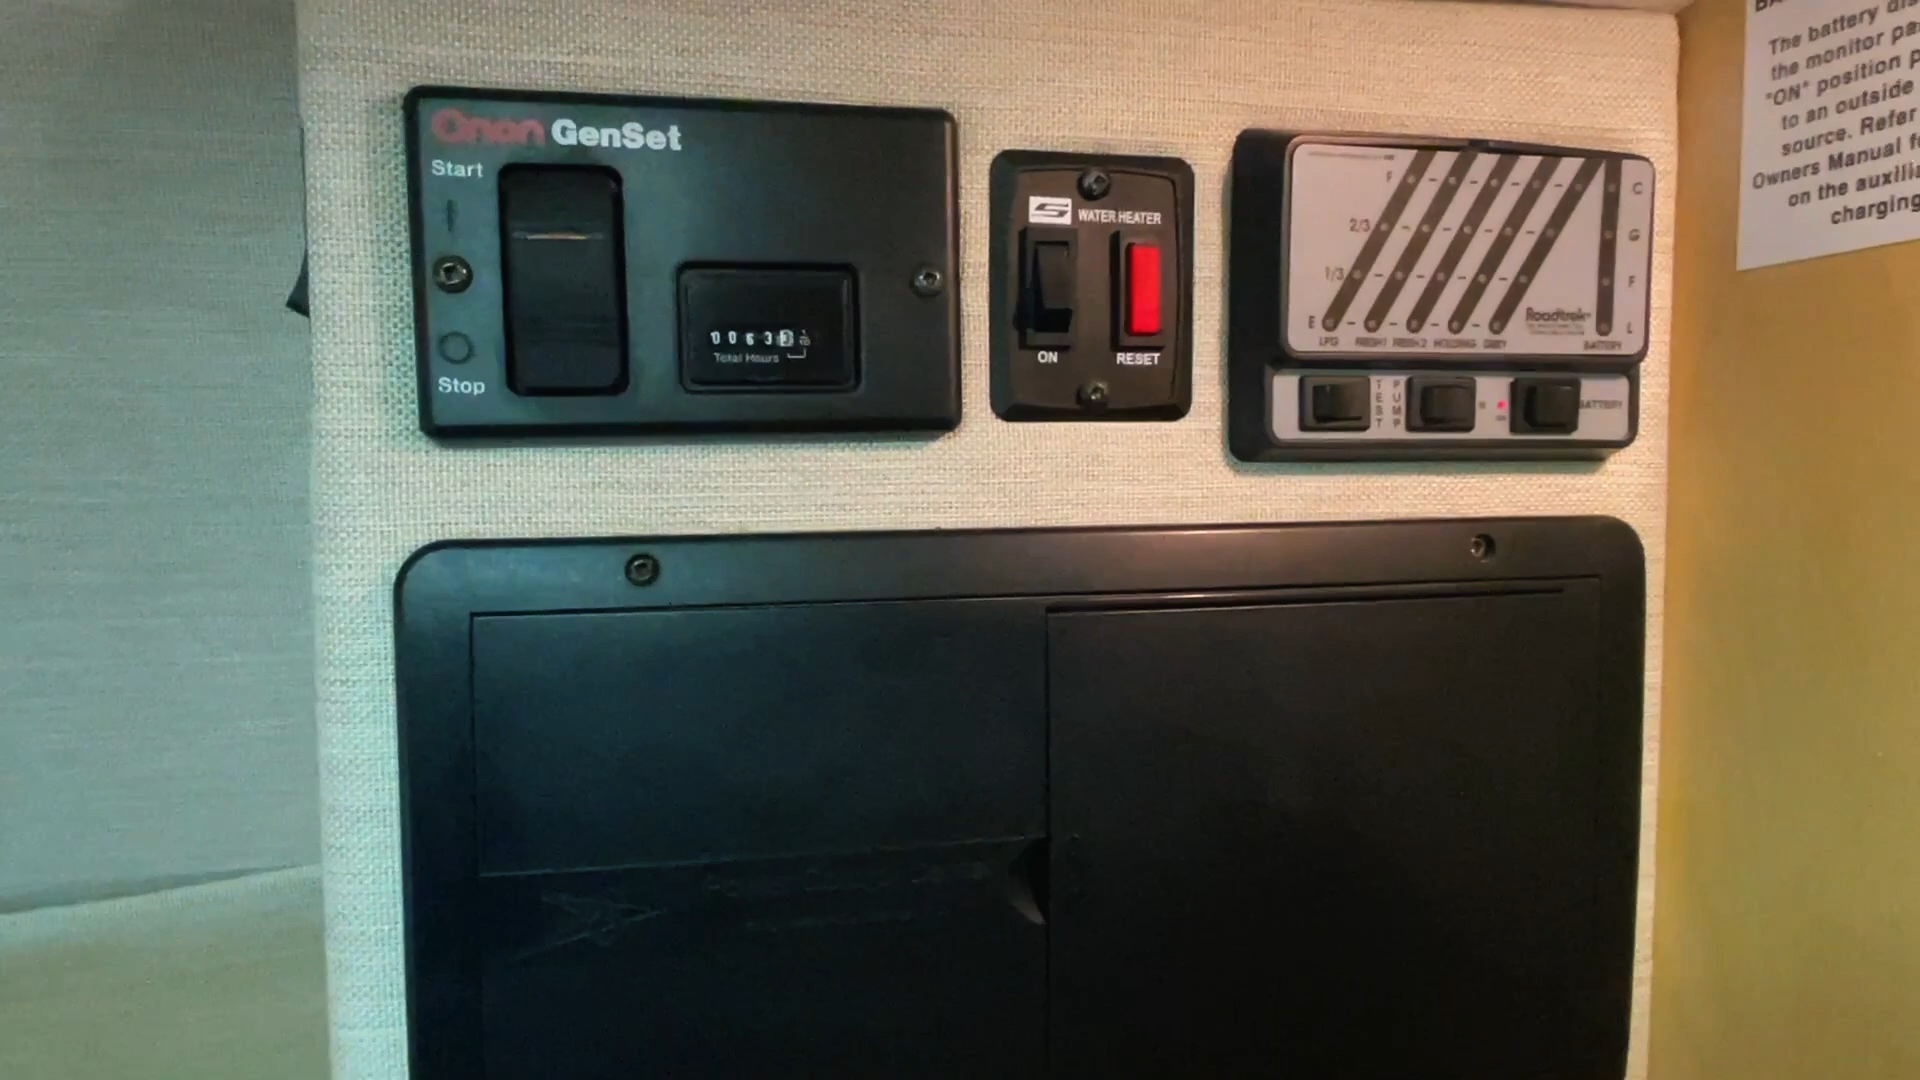 Onan GenSet
Start
Stop
Total Hours
WATER HEATER
ON
RESET
F
2/3
1/3
E
C
G
F
L
LPG FRESH 1 FRESH 2 HOLDING GREY BATTERY
Roadtrek
TEST
PUMP
BATTERY
The battery
the monitor
"ON" position
to an outside
source. Refer
Owners Manual
on the
charging